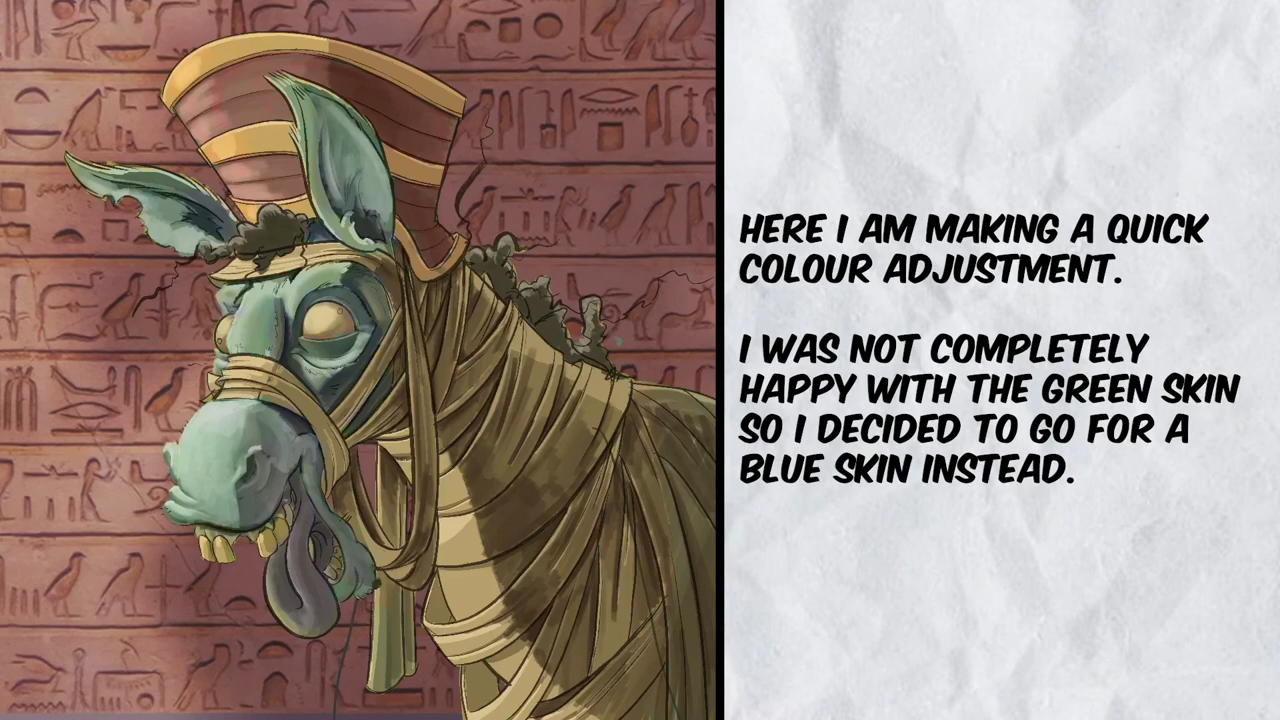 HERE I AM MAKING A QUICK
COLOUR ADJUSTMENT.
I WAS NOT COMPLETELY
HAPPY WITH THE GREEN SKIN
SO I DECIDED TO GO FOR A
BLUE SKIN INSTEAD.